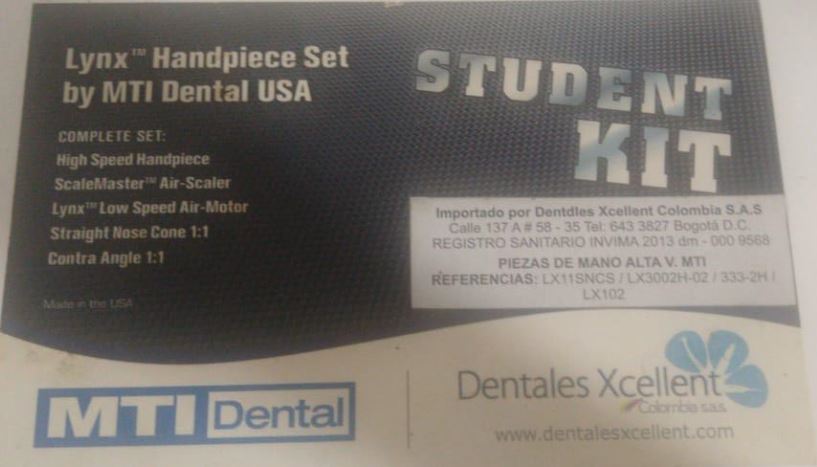 Lynx™ Handpiece Set
by MTI Dental USA
COMPLETE SET:
High Speed Handpiece
ScaleMaster™ Air-Scaler
Lynx™ Low Speed Air-Motor
Straight Nose Cone 1:1
Contra Angle 1:1
Made in the USA
STUDENT
KIT
Importado por Dentdles Xcellent Colombia S.A.S
Calle 137 A # 58 - 35 Tel: 643 3827 Bogotá D.C.
REGISTRO SANITARIO INVIMA 2013 dm - 000 9568
PIEZAS DE MANO ALTA V. MTI
REFERENCIAS: LX11SNCS / LX3002H-02 / 333-2H /
LX102
MTI Dental
Dentales Xcellent
Colombia s.a.s.
www.dentalesxcellent.com